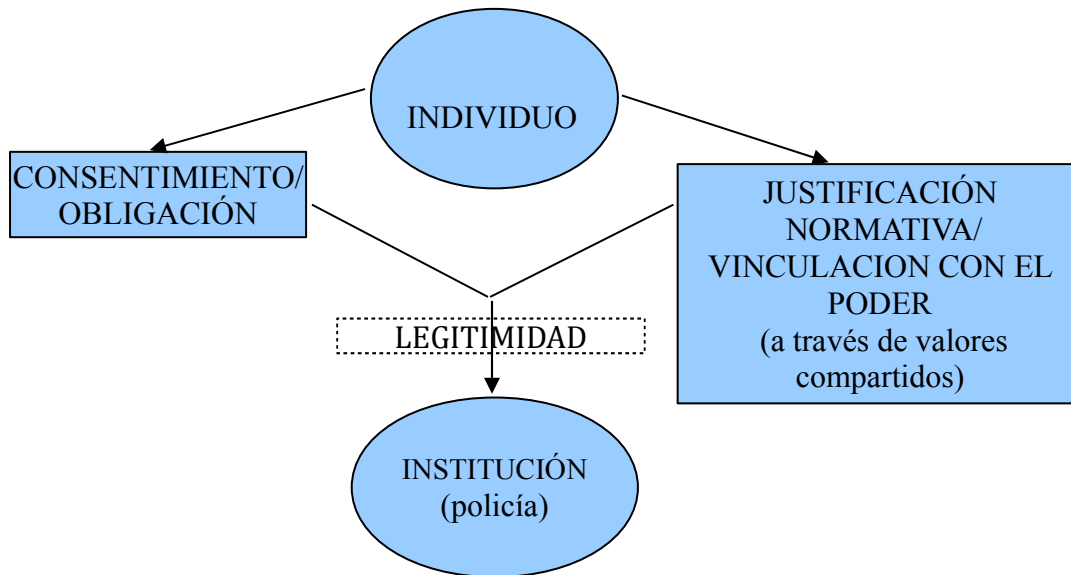 INDIVIDUO
CONSENTIMIENTO/
OBLIGACIÓN
JUSTIFICACIÓN
NORMATIVA/
VINCULACION CON EL
PODER
(a través de valores
compartidos)
LEGITIMIDAD
INSTITUCIÓN
(policía)